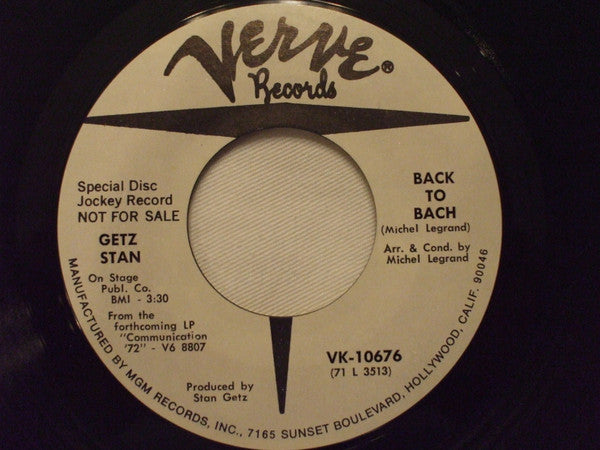 Verve®
Records
Special Disc
Jockey Record
NOT FOR SALE
GETZ
STAN
On Stage
Publ. Co.
BMI - 3:30
From the
forthcoming LP
"Communication
'72" - V6 8807
Produced by
Stan Getz
BACK
TO
BACH
(Michel Legrand)
Arr. & Cond. by
Michel Legrand
VK-10676
(71 L 3513)
MANUFACTURED BY MGM RECORDS, INC., 7165 SUNSET BOULEVARD, HOLLYWOOD, CALIF. 90046